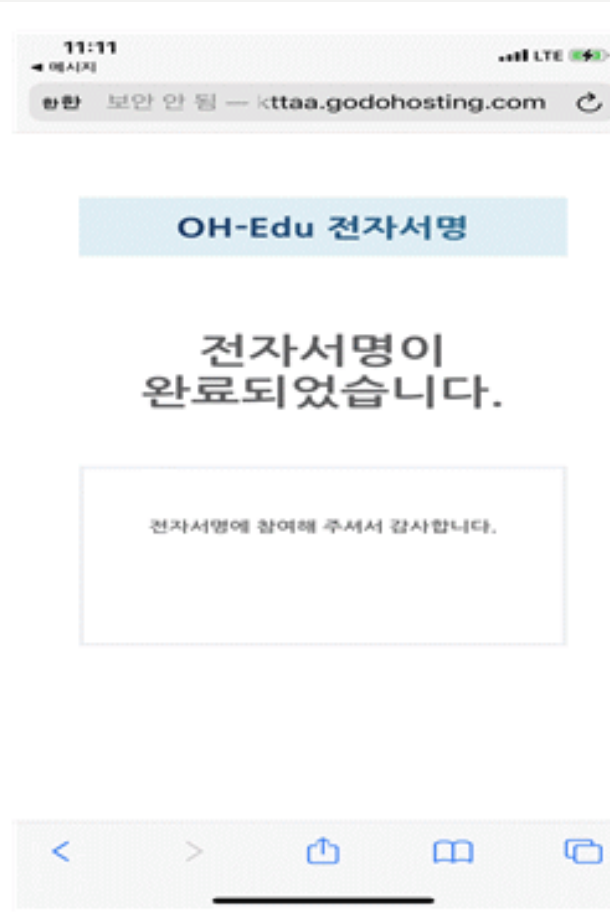 11:11
◀ 메시지
LTE
보안 안 됨 — kttaa.godohosting.com
OH-Edu 전자서명
전자서명이
완료되었습니다.
전자서명에 참여해 주셔서 감사합니다.